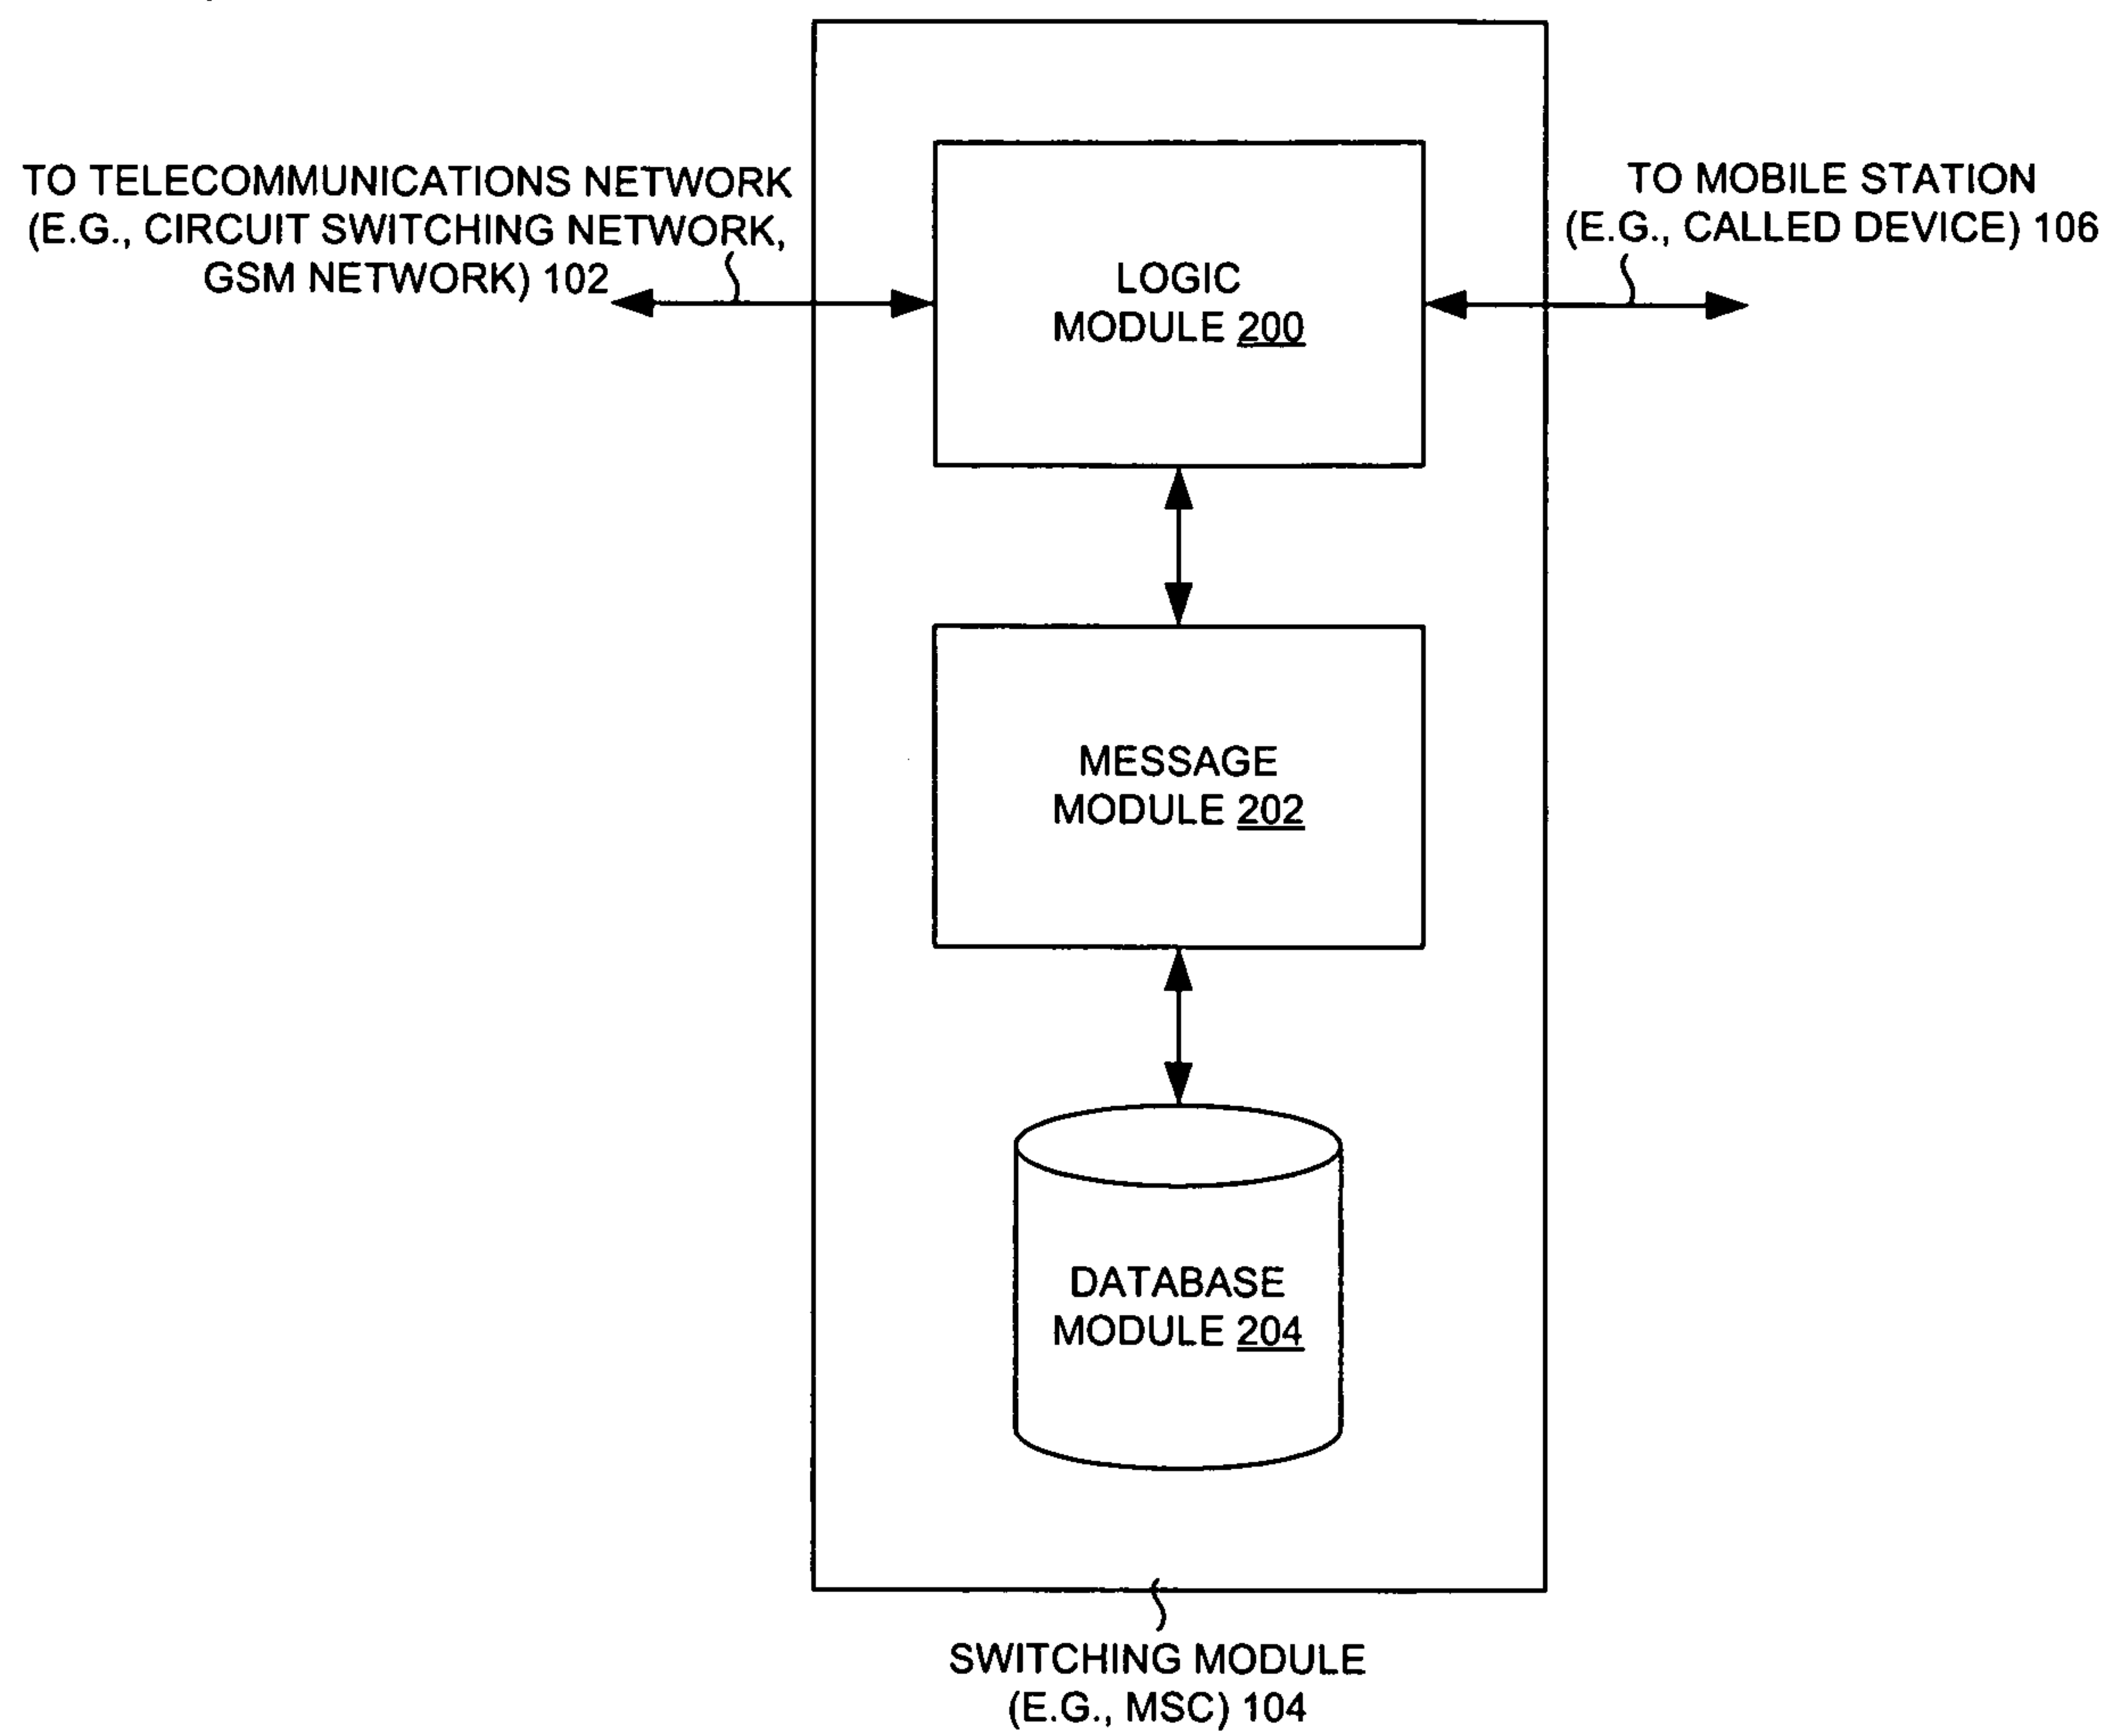 TO TELECOMMUNICATIONS NETWORK
(E.G., CIRCUIT SWITCHING NETWORK,
GSM NETWORK) 102
TO MOBILE STATION
(E.G., CALLED DEVICE) 106
LOGIC
MODULE 200
MESSAGE
MODULE 202
DATABASE
MODULE 204
SWITCHING MODULE
(E.G., MSC) 104